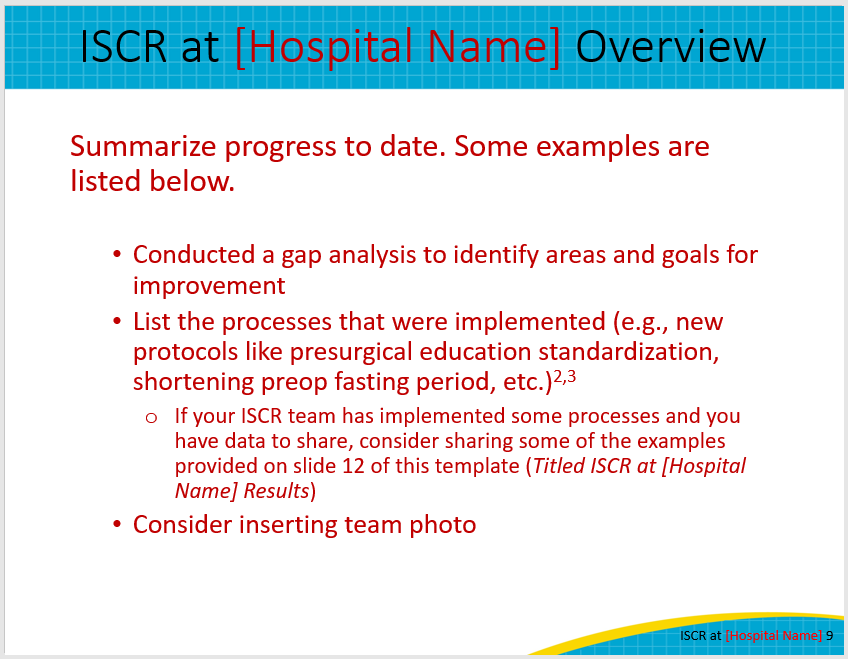 ISCR at [Hospital Name] Overview
Summarize progress to date. Some examples are
listed below.
• Conducted a gap analysis to identify areas and goals for
improvement
• List the processes that were implemented (e.g., new
protocols like presurgical education standardization,
shortening preop fasting period, etc.)2,3
o If your ISCR team has implemented some processes and you
have data to share, consider sharing some of the examples
provided on slide 12 of this template (Titled ISCR at [Hospital
Name] Results)
• Consider inserting team photo
ISCR at [Hospital Name] 9